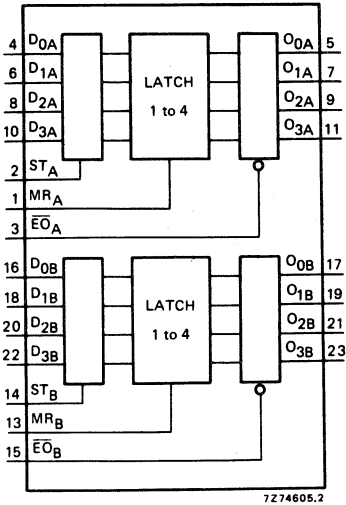 4 D0A O0A 5
6 D1A O1A 7
LATCH
8 D2A O2A 9
1 to 4
10 D3A O3A 11
2 STA
1 MRA
3 E̅O̅A
16 D0B O0B 17
18 D1B O1B 19
LATCH
20 D2B O2B 21
1 to 4
22 D3B O3B 23
14 STB
13 MRB
15 E̅O̅B
7Z74605.2